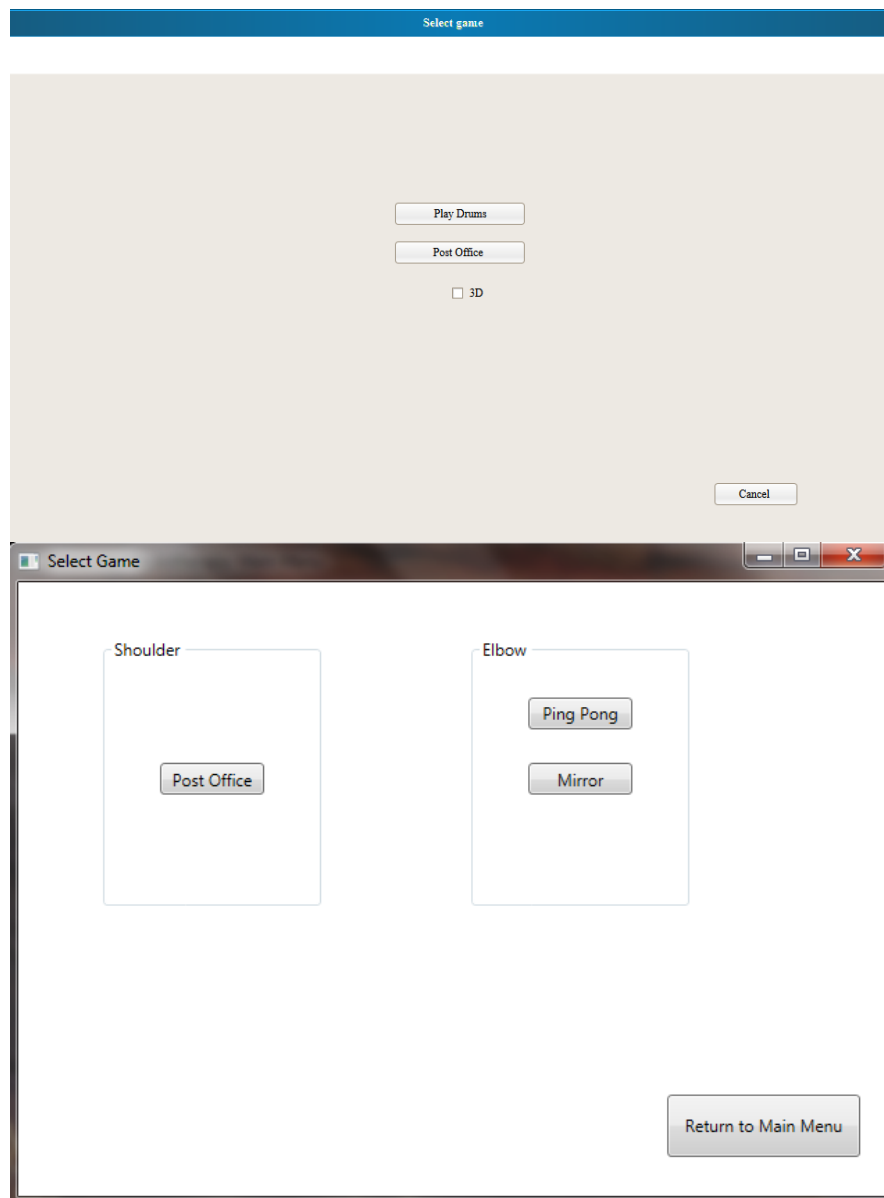 Select game
Play Drums
Post Office
3D
Cancel
Select Game
Shoulder
Elbow
Ping Pong
Post Office
Mirror
Return to Main Menu